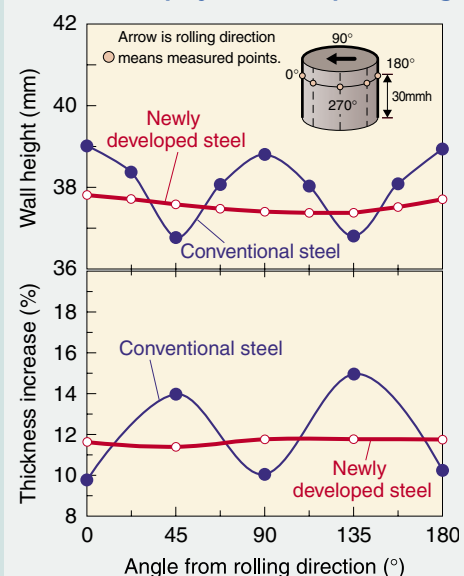 Arrow is rolling direction
means measured points.
90°
0°
180°
270°
30mmh
Wall height (mm)
42
40
38
36
Newly
developed steel
Conventional steel
Thickness increase (%)
18
16
14
12
10
8
Conventional steel
Newly
developed steel
0
45
90
135
180
Angle from rolling direction (°)